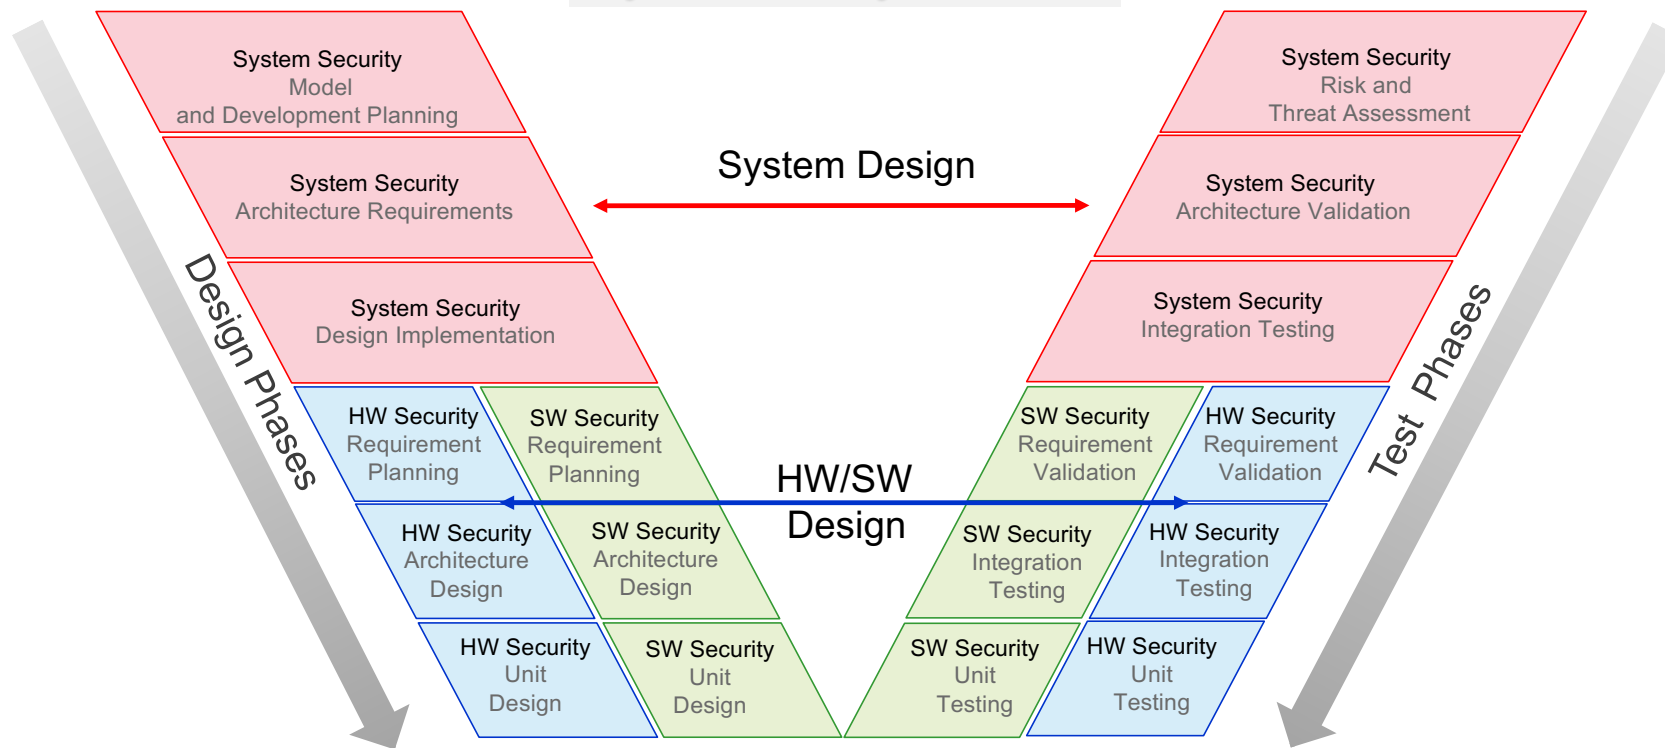 System Security
Model
and Development Planning
System Security
Architecture Requirements
System Security
Design Implementation
HW Security
Requirement
Planning
SW Security
Requirement
Planning
HW Security
Architecture
Design
SW Security
Architecture
Design
HW Security
Unit
Design
SW Security
Unit
Design
Design Phases
System Design
HW/SW
Design
System Security
Risk and
Threat Assessment
System Security
Architecture Validation
System Security
Integration Testing
SW Security
Requirement
Validation
HW Security
Requirement
Validation
SW Security
Integration
Testing
HW Security
Integration
Testing
SW Security
Unit
Testing
HW Security
Unit
Testing
Test Phases